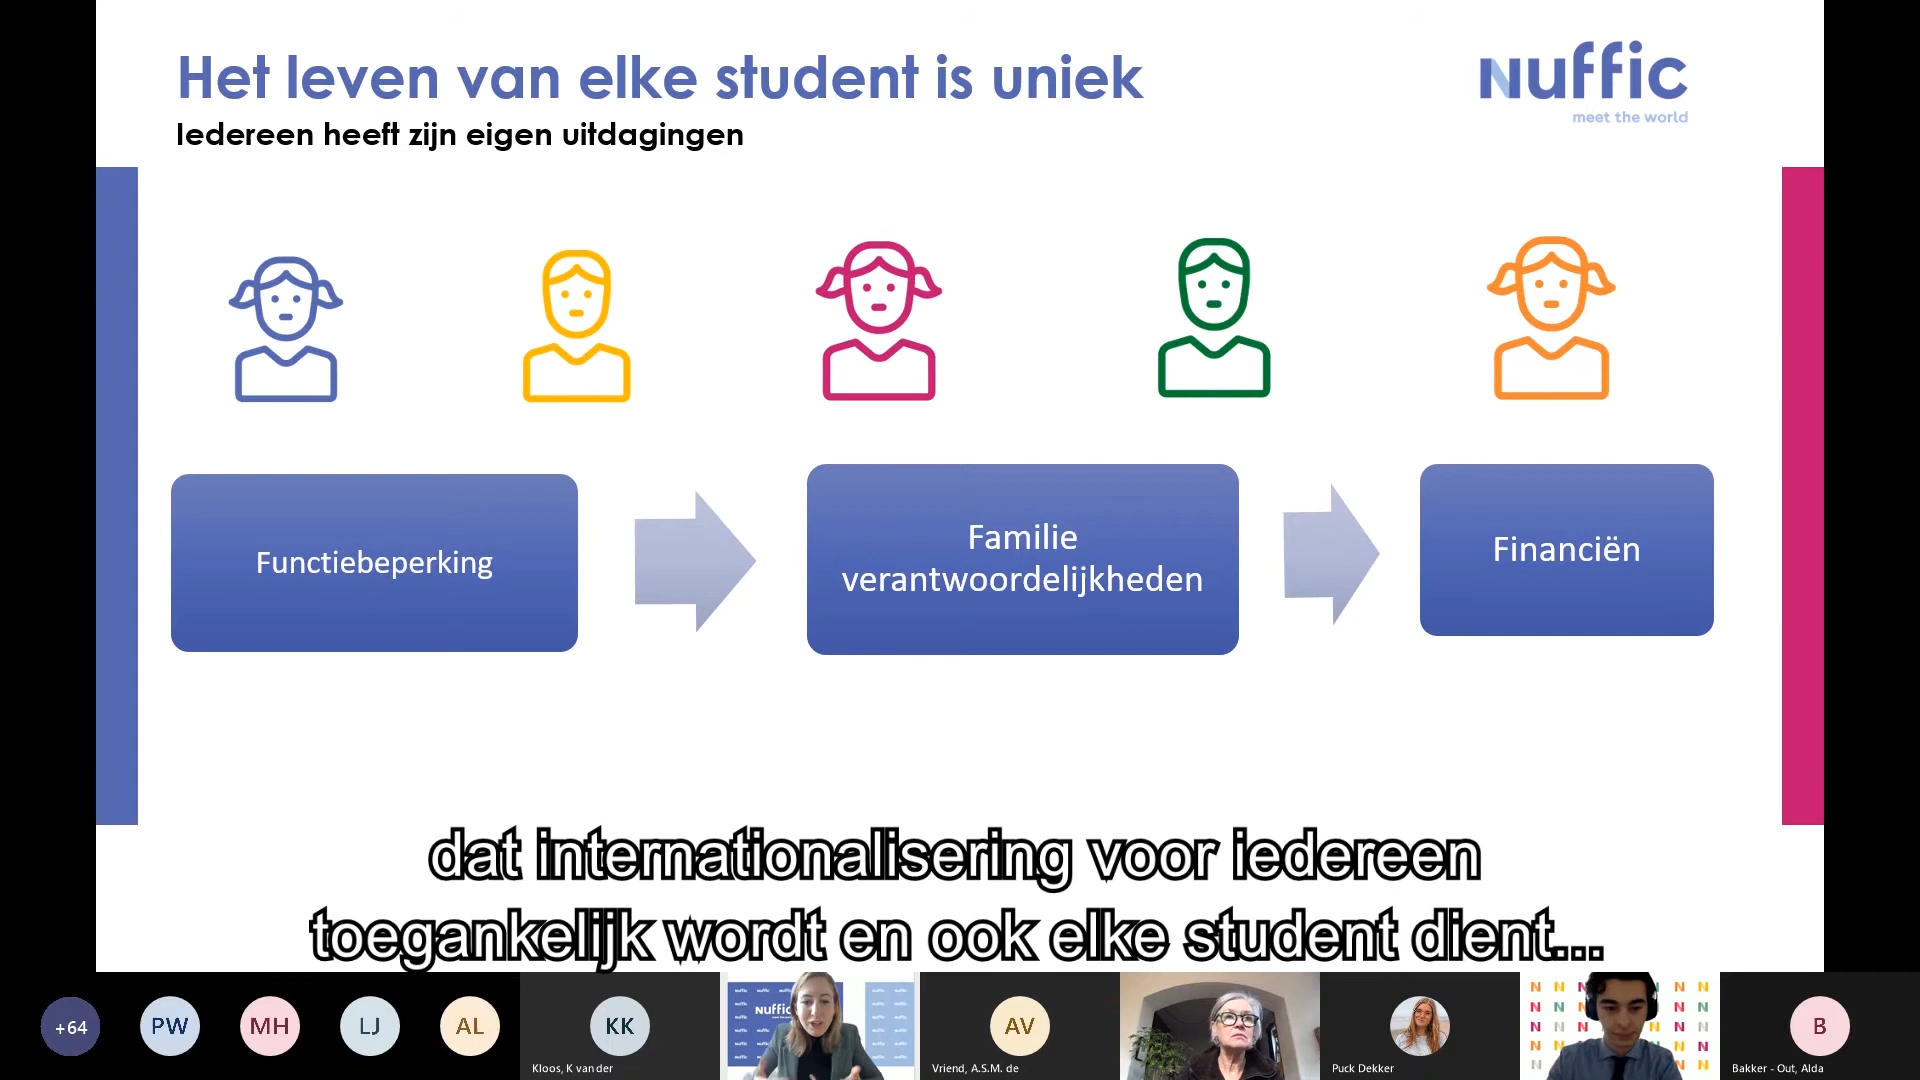 Het leven van elke student is uniek
Iedereen heeft zijn eigen uitdagingen
Nuffic
meet the world
Functiebeperking
Familie
verantwoordelijkheden
Financiën
dat internationalisering voor iedereen
toegankelijk wordt en ook elke student dient...
+64
PW
MH
LJ
AL
KK
Kloos, K van der
Nuffic
AV
Vriend, A.S.M. de
Puck Dekker
B
Bakker - Out, Alda